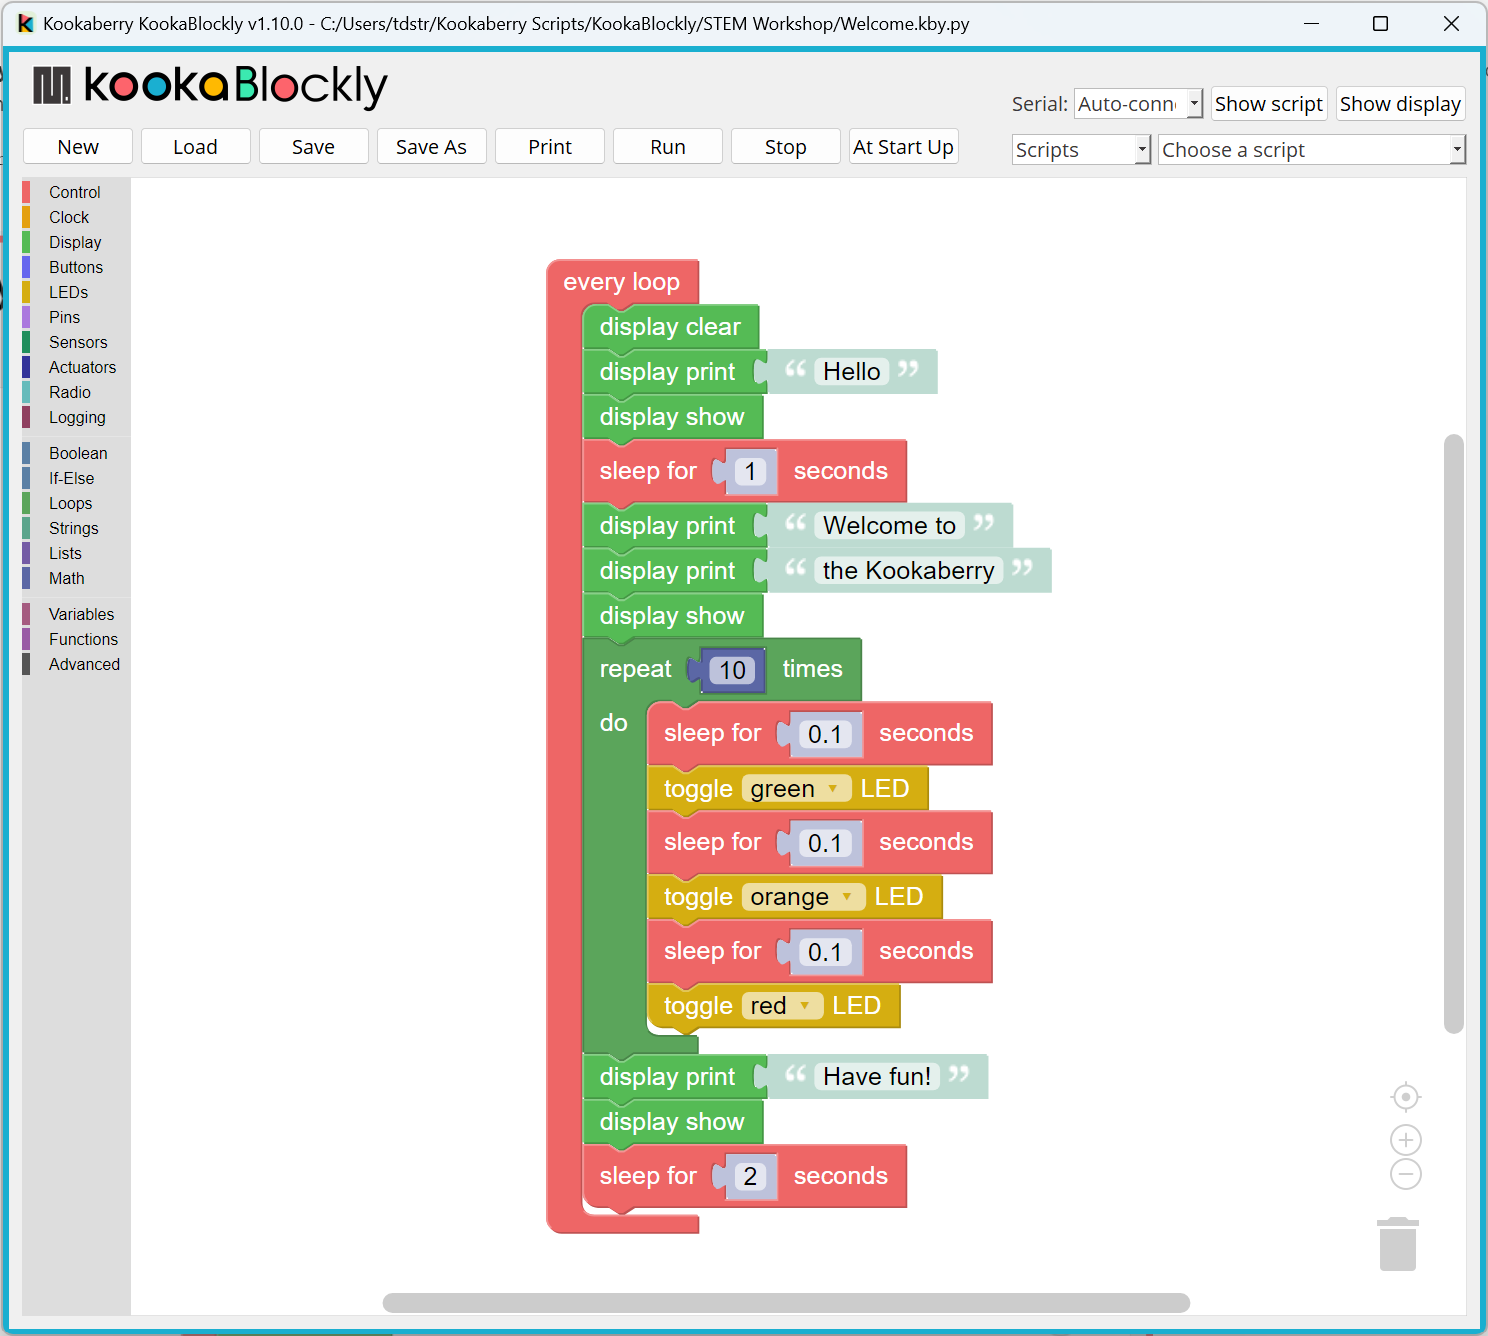 Kookaberry KookaBlockly v1.10.0 - C:/Users/tdstr/Kookaberry Scripts/KookaBlockly/STEM Workshop/Welcome.kby.py
kookaBlockly
Serial: Auto-conn Show script Show display
New Load Save Save As Print Run Stop At Start Up
Scripts Choose a script
Control
Clock
Display
Buttons
LEDs
Pins
Sensors
Actuators
Radio
Logging
Boolean
If-Else
Loops
Strings
Lists
Math
Variables
Functions
Advanced
every loop
display clear
display print “ Hello ”
display show
sleep for 1 seconds
display print “ Welcome to ”
display print “ the Kookaberry ”
display show
repeat 10 times
do
sleep for 0.1 seconds
toggle green LED
sleep for 0.1 seconds
toggle orange LED
sleep for 0.1 seconds
toggle red LED
display print “ Have fun! ”
display show
sleep for 2 seconds